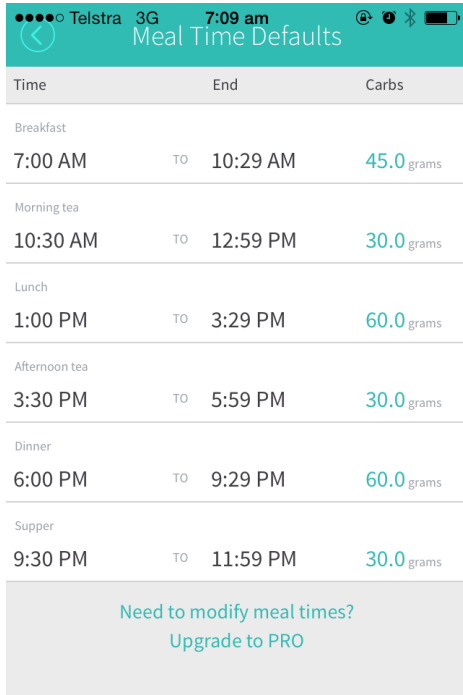 Telstra 3G 7:09 am
Meal Time Defaults
Time End Carbs
Breakfast
7:00 AM TO 10:29 AM 45.0 grams
Morning tea
10:30 AM TO 12:59 PM 30.0 grams
Lunch
1:00 PM TO 3:29 PM 60.0 grams
Afternoon tea
3:30 PM TO 5:59 PM 30.0 grams
Dinner
6:00 PM TO 9:29 PM 60.0 grams
Supper
9:30 PM TO 11:59 PM 30.0 grams
Need to modify meal times?
Upgrade to PRO